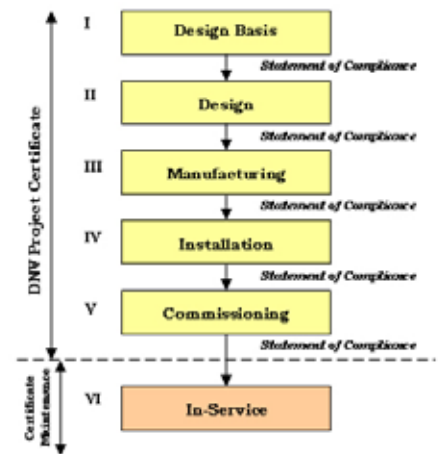 I
Design Basis
Statement of Compliance
II
Design
Statement of Compliance
III
Manufacturing
Statement of Compliance
IV
Installation
Statement of Compliance
V
Commissioning
Statement of Compliance
DNV Project Certificate
VI
In-Service
Certificate
Maintenance